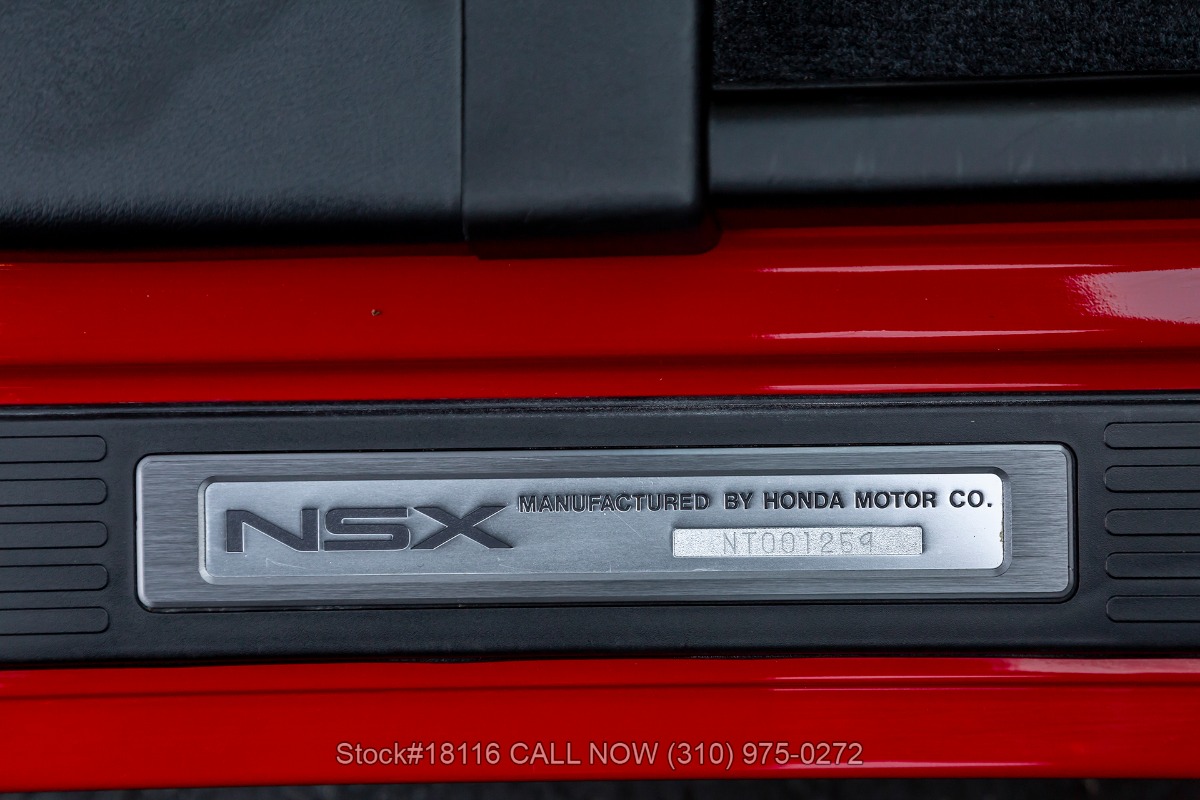 NSX MANUFACTURED BY HONDA MOTOR CO.
NT001259
Stock#18116 CALL NOW (310) 975-0272